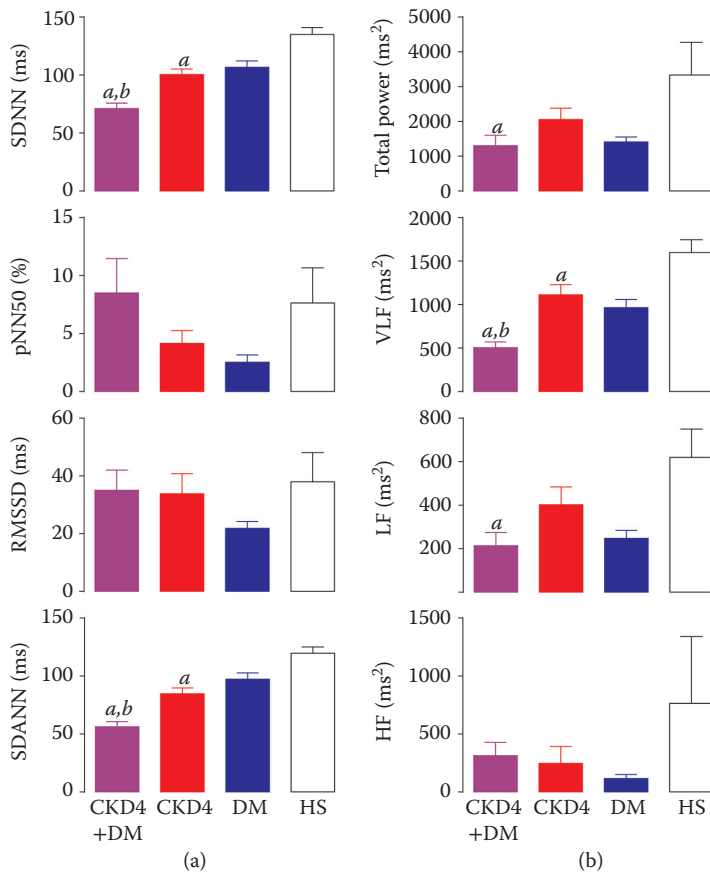 SDNN (ms)
150
100
50
0
a,b
a
pNN50 (%)
15
10
5
0
RMSSD (ms)
60
40
20
0
SDANN (ms)
150
100
50
0
a,b
a
CKD4
+DM
CKD4
DM
HS
(a)
Total power (ms²)
5000
4000
3000
2000
1000
0
a
VLF (ms²)
2000
1500
1000
500
0
a,b
a
LF (ms²)
800
600
400
200
a
HF (ms²)
1500
1000
500
0
CKD4
+DM
CKD4
DM
HS
(b)